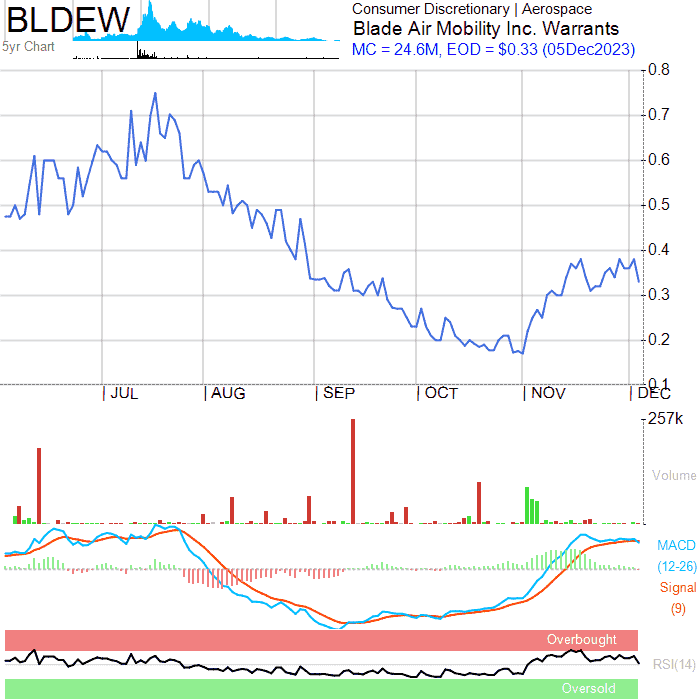 BLDEW
5yr Chart
Consumer Discretionary | Aerospace
Blade Air Mobility Inc. Warrants
MC = 24.6M, EOD = $0.33 (05Dec2023)
0.8
0.7
0.6
0.5
0.4
0.3
0.2
0.1
JUL
AUG
SEP
OCT
NOV
DEC
257k
Volume
MACD
(12-26)
Signal
(9)
Overbought
RSI(14)
Oversold